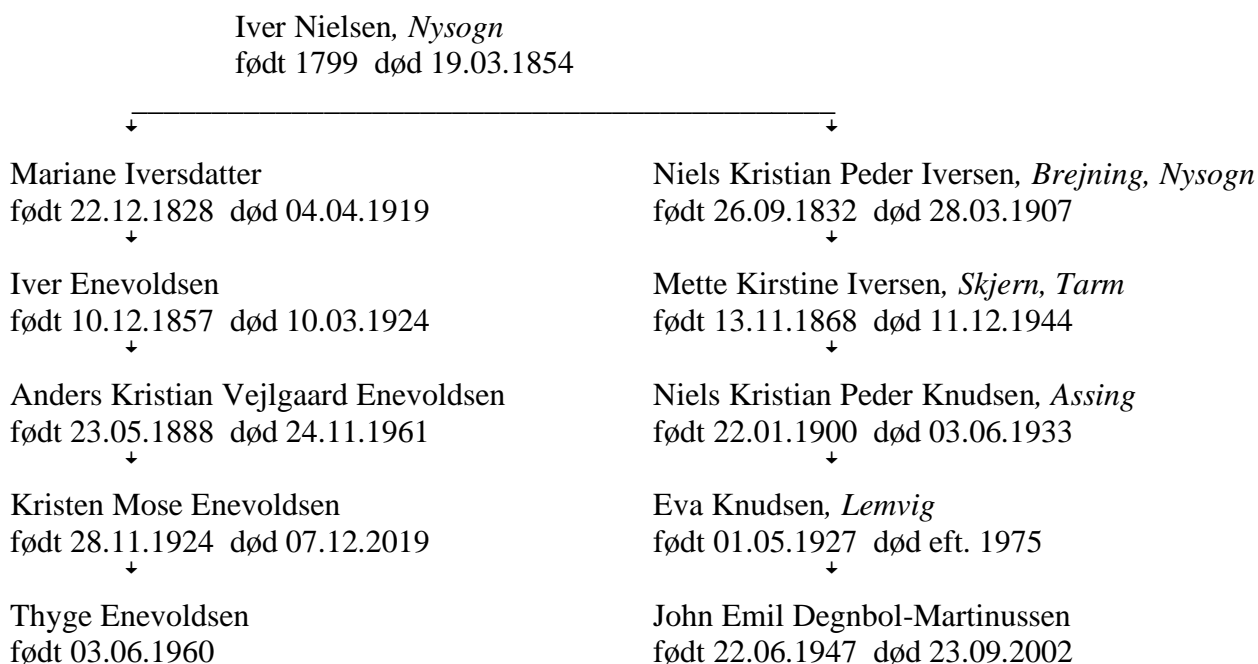 Iver Nielsen, Nysogn
født 1799 død 19.03.1854
Mariane Iversdatter
født 22.12.1828 død 04.04.1919
Niels Kristian Peder Iversen, Brejning, Nysogn
født 26.09.1832 død 28.03.1907
Iver Enevoldsen
født 10.12.1857 død 10.03.1924
Mette Kirstine Iversen, Skjern, Tarm
født 13.11.1868 død 11.12.1944
Anders Kristian Vejlgaard Enevoldsen
født 23.05.1888 død 24.11.1961
Niels Kristian Peder Knudsen, Assing
født 22.01.1900 død 03.06.1933
Kristen Mose Enevoldsen
født 28.11.1924 død 07.12.2019
Eva Knudsen, Lemvig
født 01.05.1927 død eft. 1975
Thyge Enevoldsen
født 03.06.1960
John Emil Degnbol-Martinussen
født 22.06.1947 død 23.09.2002